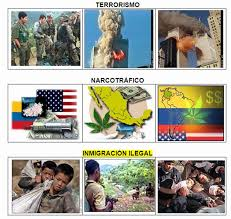 TERRORISMO
NARCOTRÁFICO
INMIGRACIÓN ILEGAL
$$